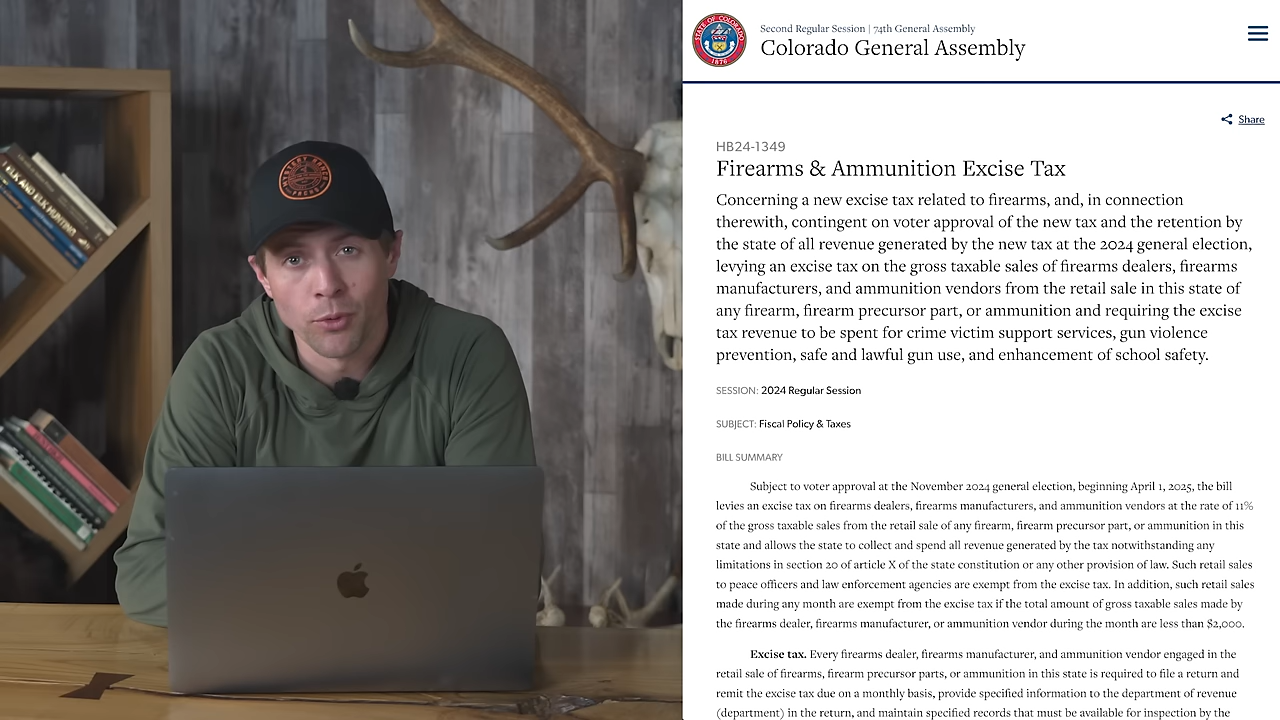 ELK AND ELK HUNTING
MYSTERY RANCH
PACKS
STATE OF COLORADO
1876
Second Regular Session | 74th General Assembly
Colorado General Assembly
Share
HB24-1349
Firearms & Ammunition Excise Tax
Concerning a new excise tax related to firearms, and, in connection
therewith, contingent on voter approval of the new tax and the retention by
the state of all revenue generated by the new tax at the 2024 general election,
levying an excise tax on the gross taxable sales of firearms dealers, firearms
manufacturers, and ammunition vendors from the retail sale in this state of
any firearm, firearm precursor part, or ammunition and requiring the excise
tax revenue to be spent for crime victim support services, gun violence
prevention, safe and lawful gun use, and enhancement of school safety.
SESSION: 2024 Regular Session
SUBJECT: Fiscal Policy & Taxes
BILL SUMMARY
Subject to voter approval at the November 2024 general election, beginning April 1, 2025, the bill
levies an excise tax on firearms dealers, firearms manufacturers, and ammunition vendors at the rate of 11%
of the gross taxable sales from the retail sale of any firearm, firearm precursor part, or ammunition in this
state and allows the state to collect and spend all revenue generated by the tax notwithstanding any
limitations in section 20 of article X of the state constitution or any other provision of law. Such retail sales
to peace officers and law enforcement agencies are exempt from the excise tax. In addition, such retail sales
made during any month are exempt from the excise tax if the total amount of gross taxable sales made by
the firearms dealer, firearms manufacturer, or ammunition vendor during the month are less than $2,000.
Excise tax. Every firearms dealer, firearms manufacturer, and ammunition vendor engaged in the
retail sale of firearms, firearm precursor parts, or ammunition in this state is required to file a return and
remit the excise tax due on a monthly basis, provide specified information to the department of revenue
(department) in the return, and maintain specified records that must be available for inspection by the